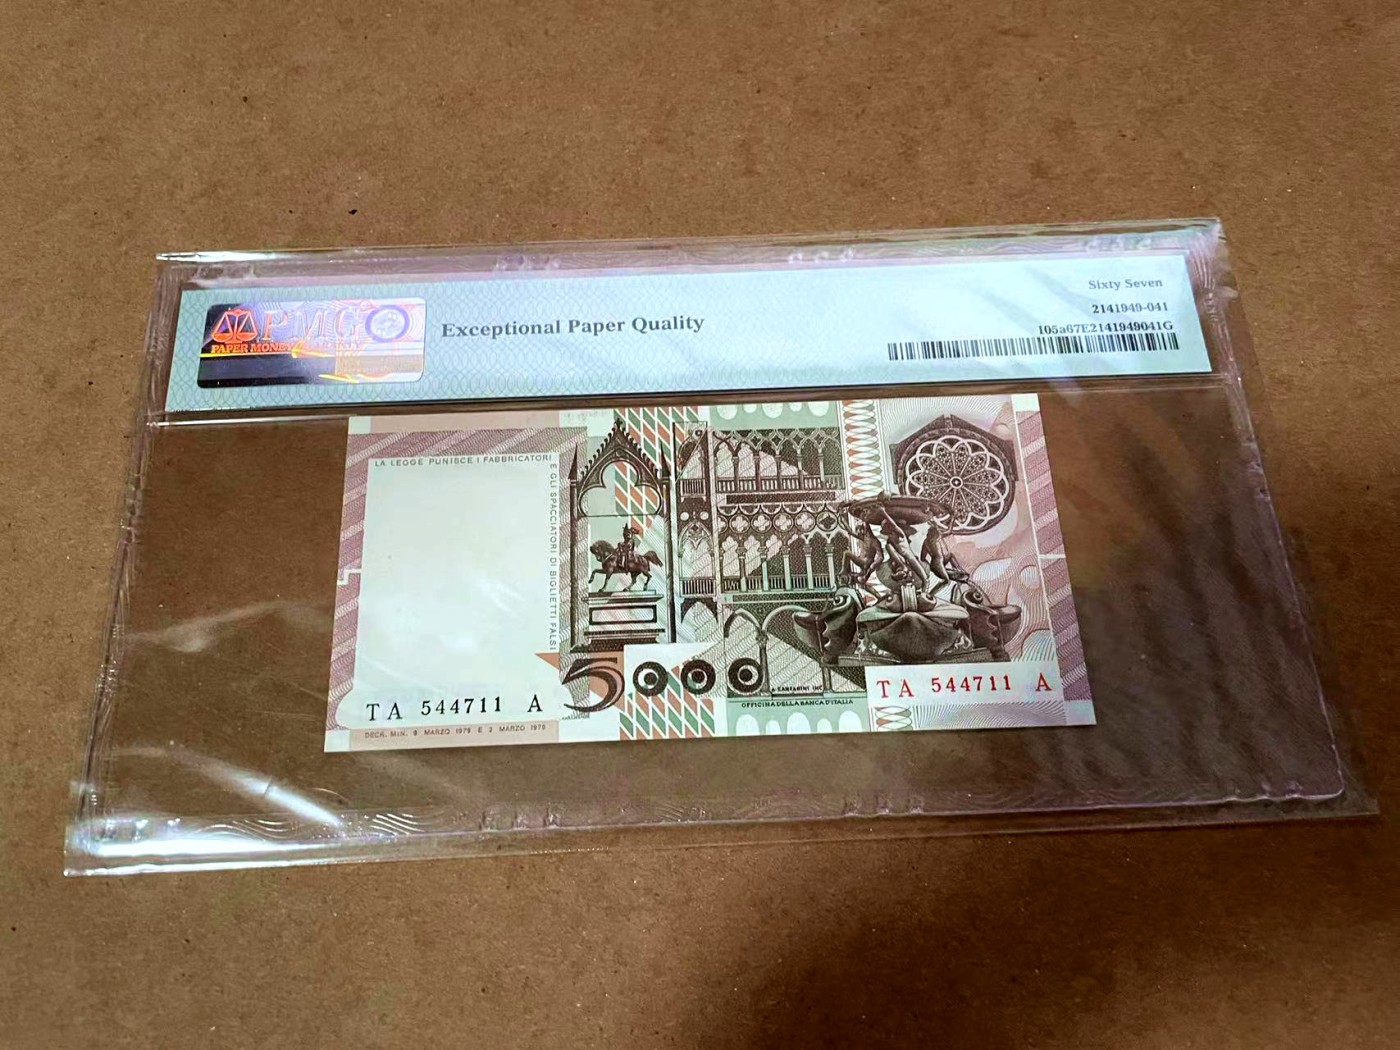 PMG
PAPER MONEY
Exceptional Paper Quality
Sixty Seven
2141949-041
105a67E2141949041G
LA LEGGE PUNISCE I FABBRICATORI
E GLI SPACCIATORI DI BIGLIETTI FALSI
TA 544711 A
5000
OFFICINA DELLA BANCA D'ITALIA
TA 544711 A